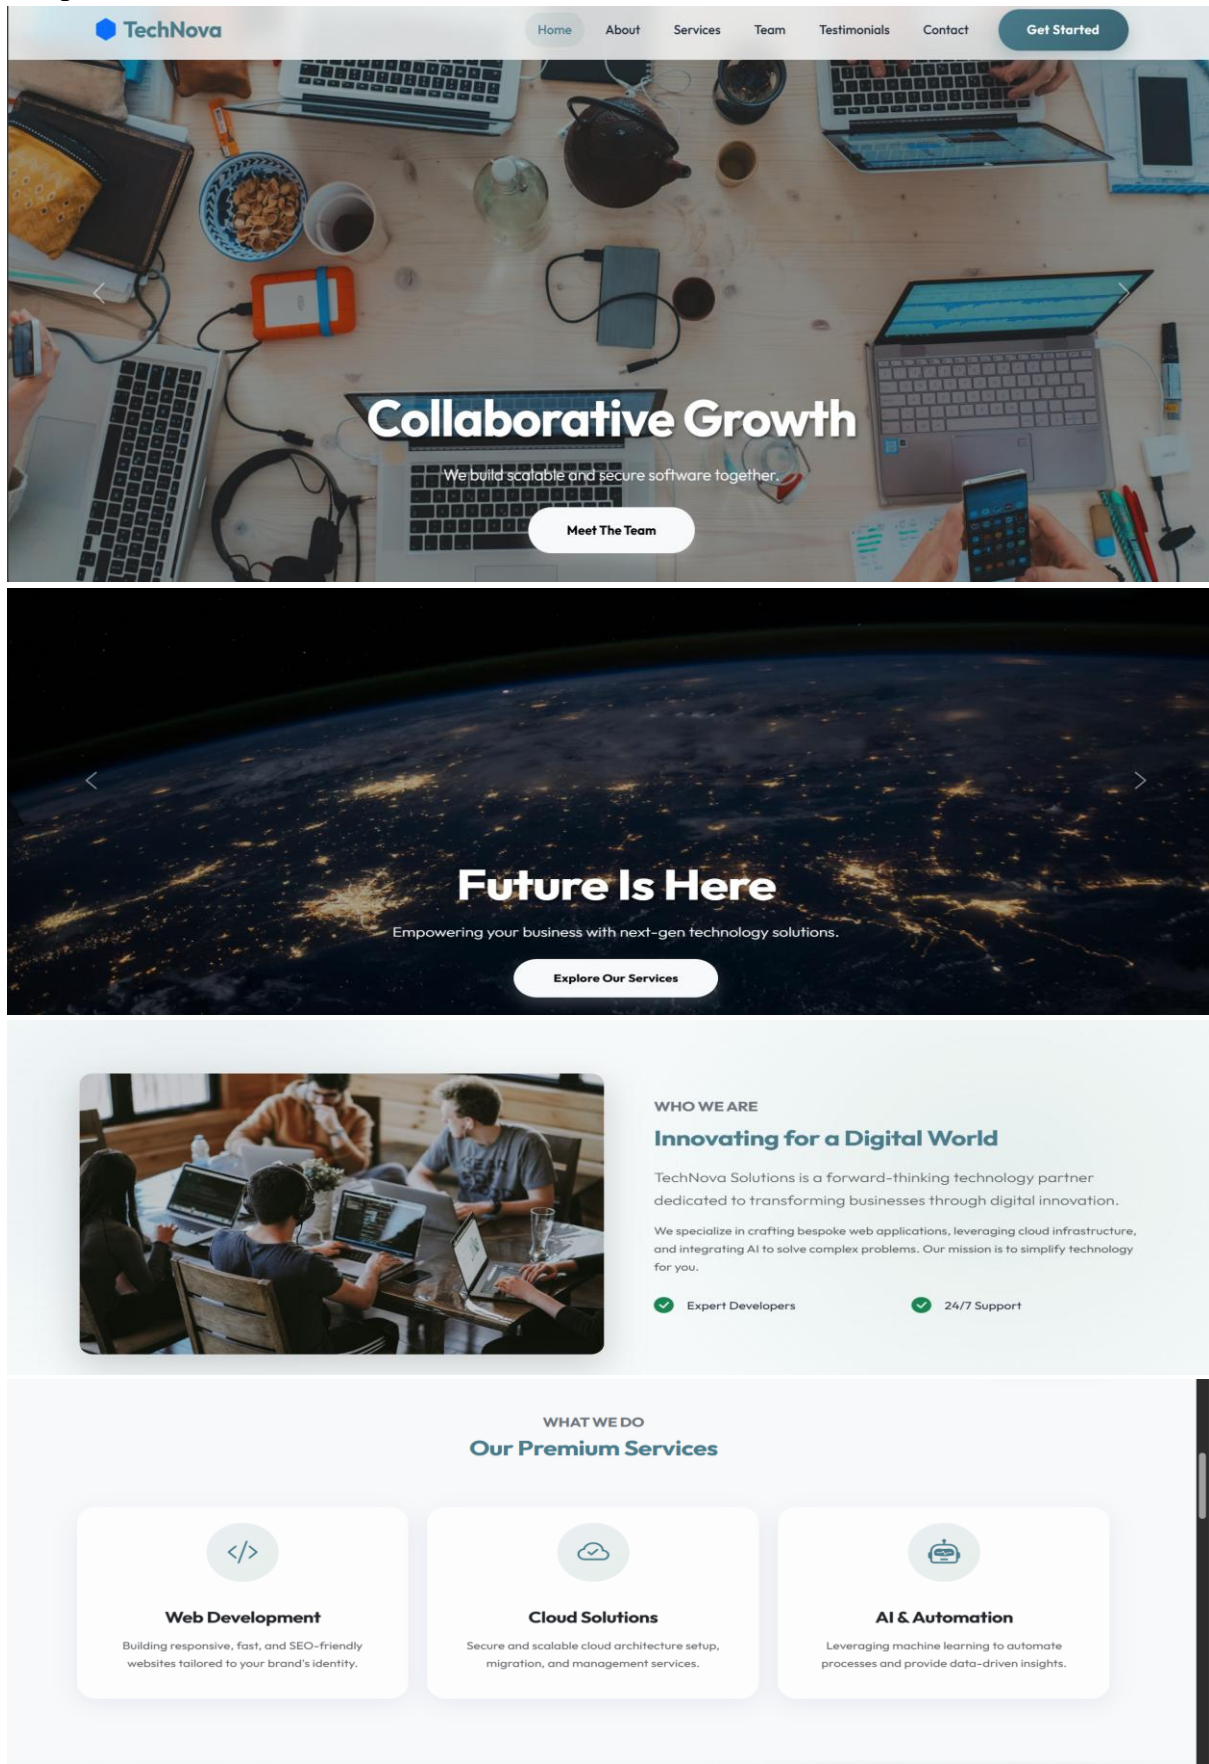 TechNova
Home About Services Team Testimonials Contact Get Started
Collaborative Growth
We build scalable and secure software together.
Meet The Team
Future Is Here
Empowering your business with next-gen technology solutions.
Explore Our Services
WHO WE ARE
Innovating for a Digital World
TechNova Solutions is a forward-thinking technology partner
dedicated to transforming businesses through digital innovation.
We specialize in crafting bespoke web applications, leveraging cloud infrastructure,
and integrating AI to solve complex problems. Our mission is to simplify technology
for you.
Expert Developers
24/7 Support
WHAT WE DO
Our Premium Services
Web Development
Building responsive, fast, and SEO-friendly
websites tailored to your brand's identity.
Cloud Solutions
Secure and scalable cloud architecture setup,
migration, and management services.
AI & Automation
Leveraging machine learning to automate
processes and provide data-driven insights.